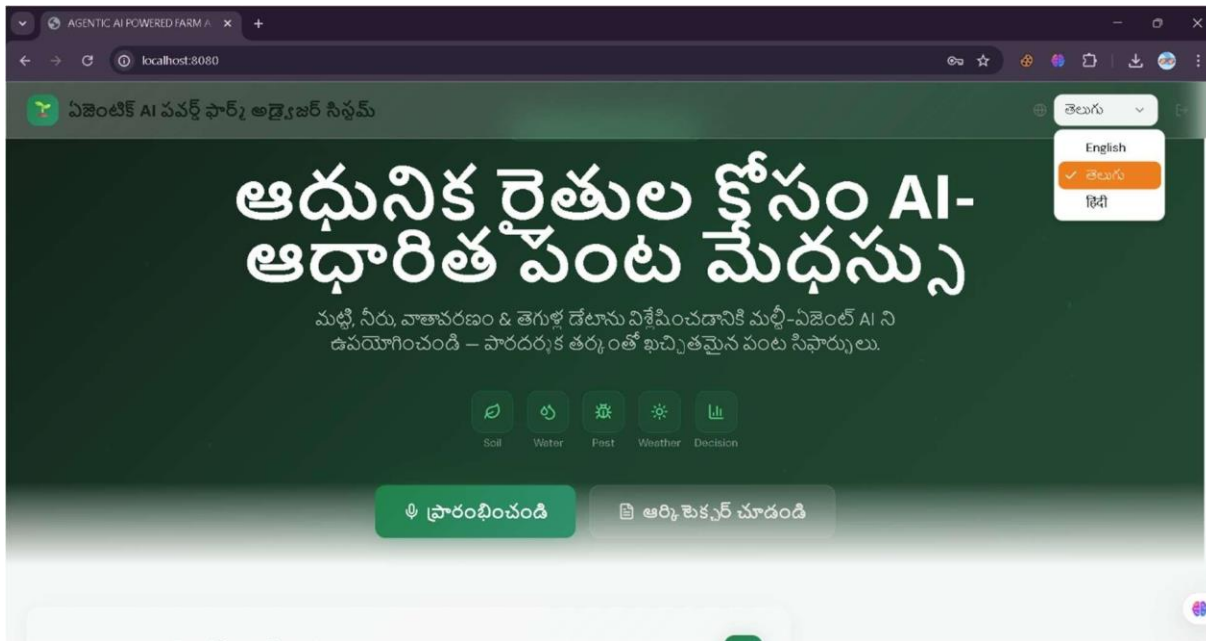 AGENTIC AI POWERED FARM A
localhost:8080
ఏజెంటిక్ AI పవర్డ్ ఫార్మ్ అడ్వైజర్ సిస్టమ్
తెలుగు
English
తెలుగు
हिंदी
ఆధునిక రైతుల కోసం AI-
ఆధారిత పంట మేధస్సు
మట్టి, నీరు, వాతావరణం & తెగుళ్ల డేటాను విశ్లేషించడానికి మల్టీ-ఏజెంట్ AI ని
ఉపయోగించండి — పారదర్శక తర్కంతో ఖచ్చితమైన పంట సిఫార్సులు.
Soil Water Pest Weather Decision
ప్రారంభించండి ఆర్కిటెక్చర్ చూడండి